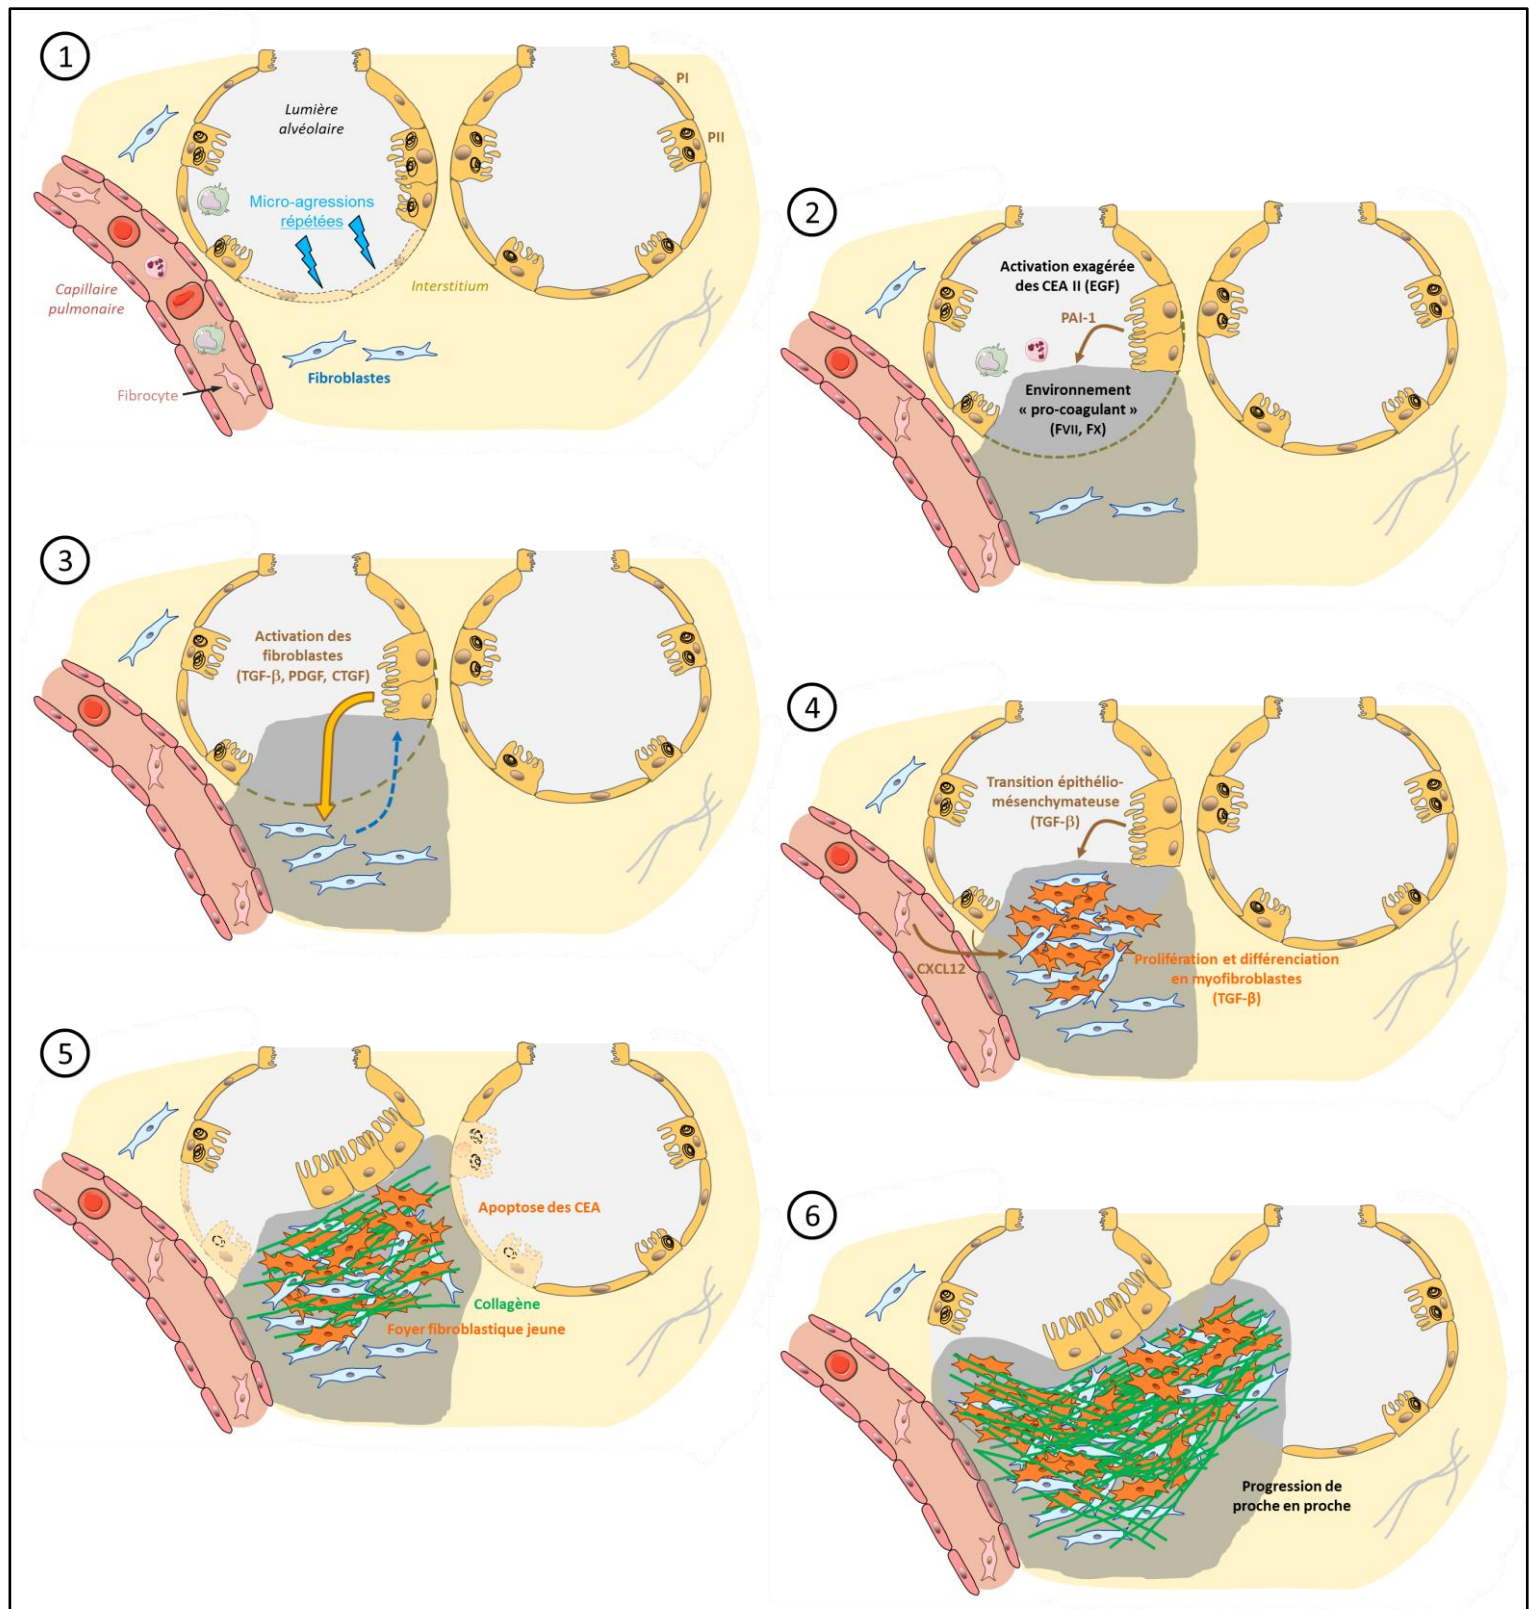 1
Lumière
alvéolaire
PI
PII
Micro-agressions
répétées
Capillaire
pulmonaire
Interstitium
Fibroblastes
Fibrocyte
2
Activation exagérée
des CEA II (EGF)
PAI-1
Environnement
« pro-coagulant »
(FVII, FX)
3
Activation des
fibroblastes
(TGF-β, PDGF, CTGF)
4
Transition épithélio-
mésenchymateuse
(TGF-β)
CXCL12
Prolifération et différenciation
en myofibroblastes
(TGF-β)
5
Apoptose des CEA
Collagène
Foyer fibroblastique jeune
6
Progression de
proche en proche